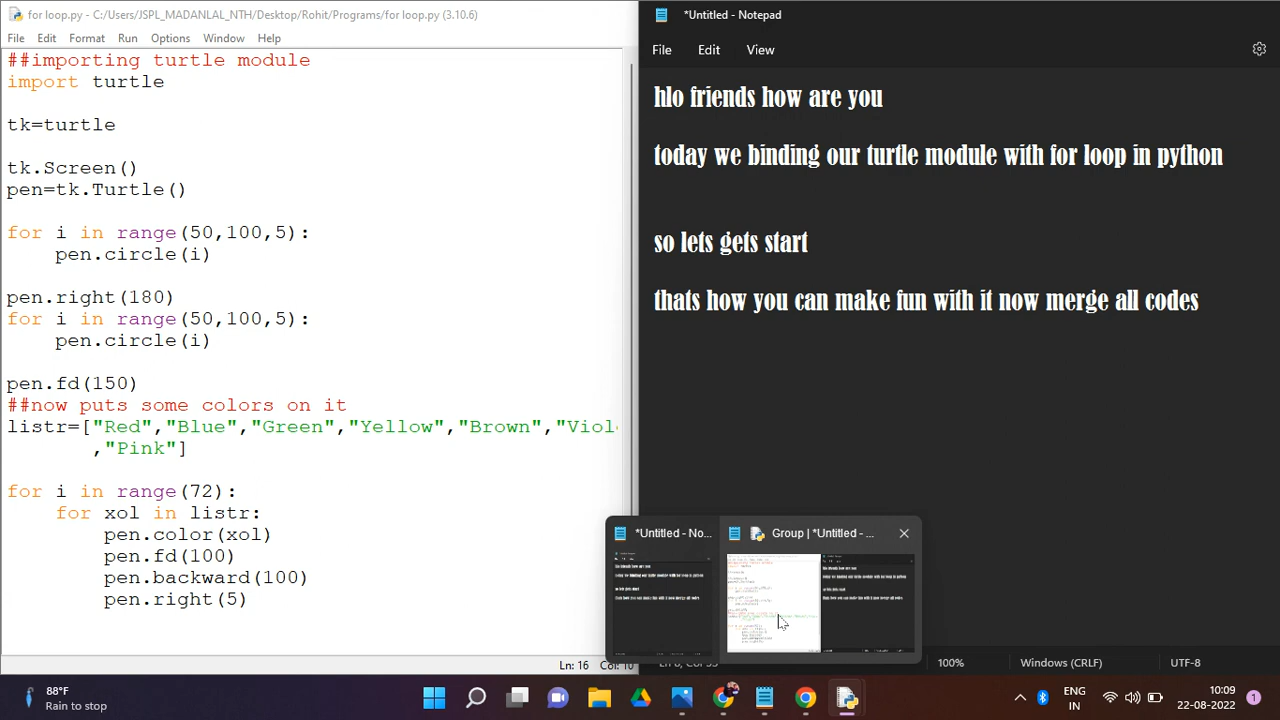 for loop.py - C:/Users/JSPL_MADANLAL_NTH/Desktop/Rohit/Programs/for loop.py (3.10.6)
File Edit Format Run Options Window Help
##importing turtle module
import turtle
tk=turtle
tk.Screen()
pen=tk.Turtle()
for i in range(50,100,5):
pen.circle(i)
pen.right(180)
for i in range(50,100,5):
pen.circle(i)
pen.fd(150)
##now puts some colors on it
listr=["Red","Blue","Green","Yellow","Brown","Viol
,"Pink"]
for i in range(72):
for xol in listr:
pen.color(xol)
pen.fd(100)
pen.backward(100)
pen.right(5)
Ln: 16
*Untitled - Notepad
File Edit View
hlo friends how are you
today we binding our turtle module with for loop in python
so lets gets start
thats how you can make fun with it now merge all codes
*Untitled - No...
Group | *Untitled - ...
100% Windows (CRLF) UTF-8
88°F
Rain to stop
ENG
IN
10:09
22-08-2022
1